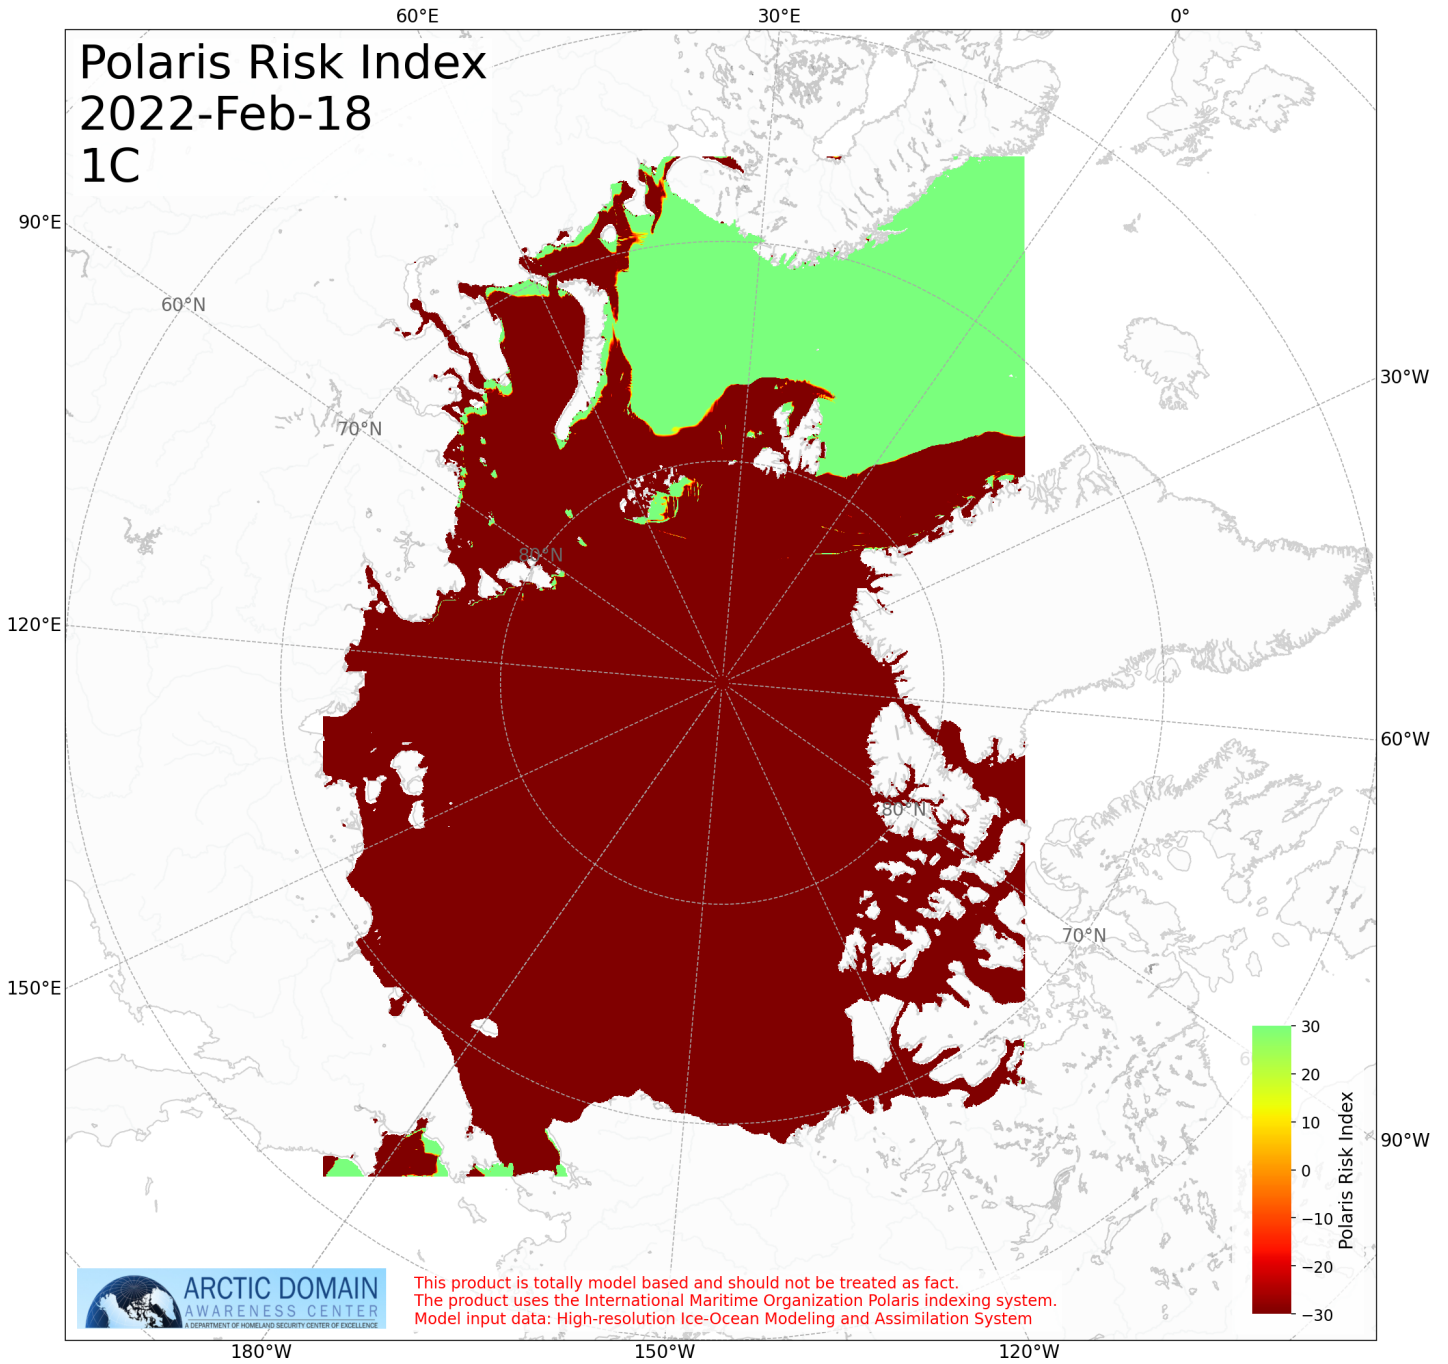 60°E 30°E 0°
Polaris Risk Index
2022-Feb-18
1C
90°E
60°N
30°W
70°N
80°N
120°E
60°W
80°N
70°N
150°E
30
20
10
0
−10
−20
−30
Polaris Risk Index
90°W
ARCTIC DOMAIN
AWARENESS CENTER
A DEPARTMENT OF HOMELAND SECURITY CENTER OF EXCELLENCE
This product is totally model based and should not be treated as fact.
The product uses the International Maritime Organization Polaris indexing system.
Model input data: High-resolution Ice-Ocean Modeling and Assimilation System
180°W 150°W 120°W